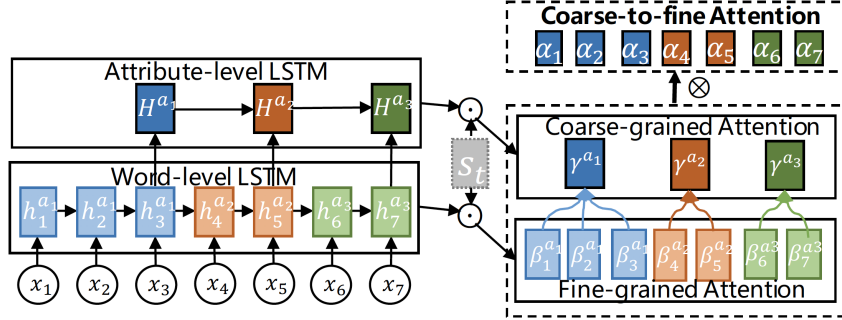 Coarse-to-fine Attention
α₁ α₂ α₃ α₄ α₅ α₆ α₇
⊗
Attribute-level LSTM
H^{a₁} H^{a₂} H^{a₃}
Coarse-grained Attention
γ^{a₁} γ^{a₂} γ^{a₃}
s_t
Word-level LSTM
h₁^{a₁} h₂^{a₁} h₃^{a₁} h₄^{a₂} h₅^{a₂} h₆^{a₃} h₇^{a₃}
β₁^{a₁} β₂^{a₁} β₃^{a₁} β₄^{a₂} β₅^{a₂} β₆^{a3} β₇^{a3}
Fine-grained Attention
x₁ x₂ x₃ x₄ x₅ x₆ x₇